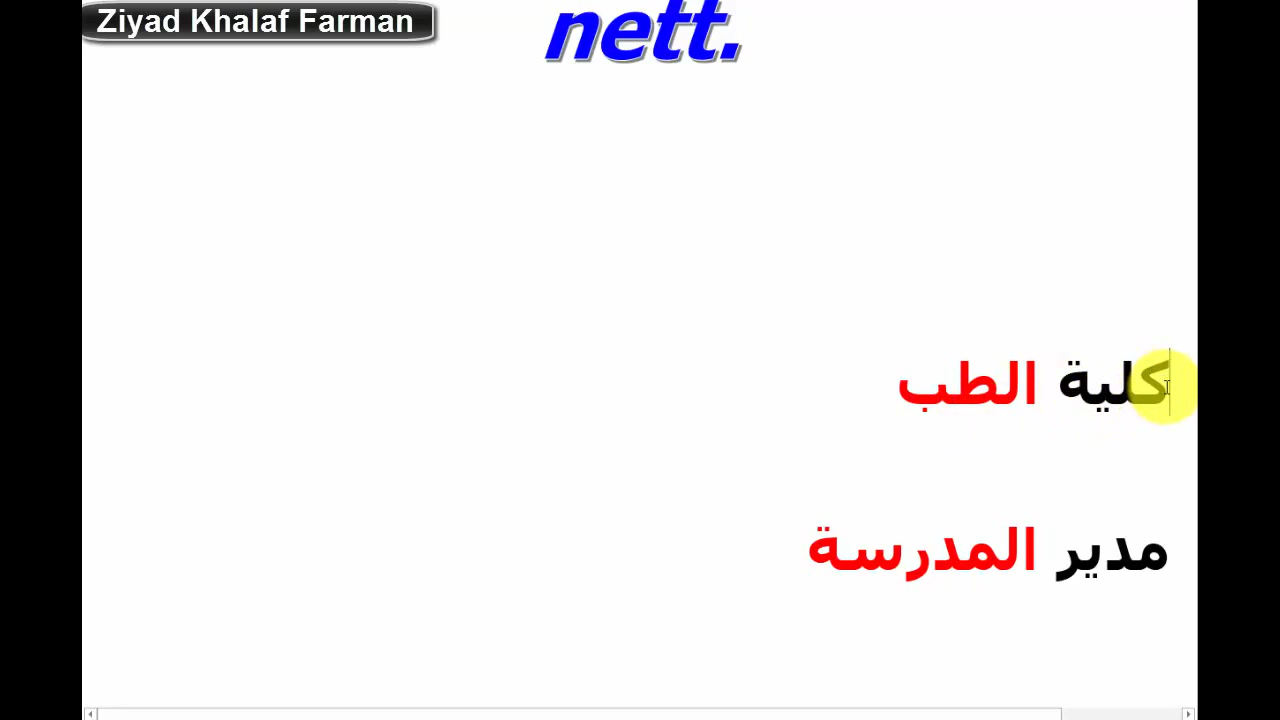 Ziyad Khalaf Farman
nett.
كلية الطب
مدير المدرسة